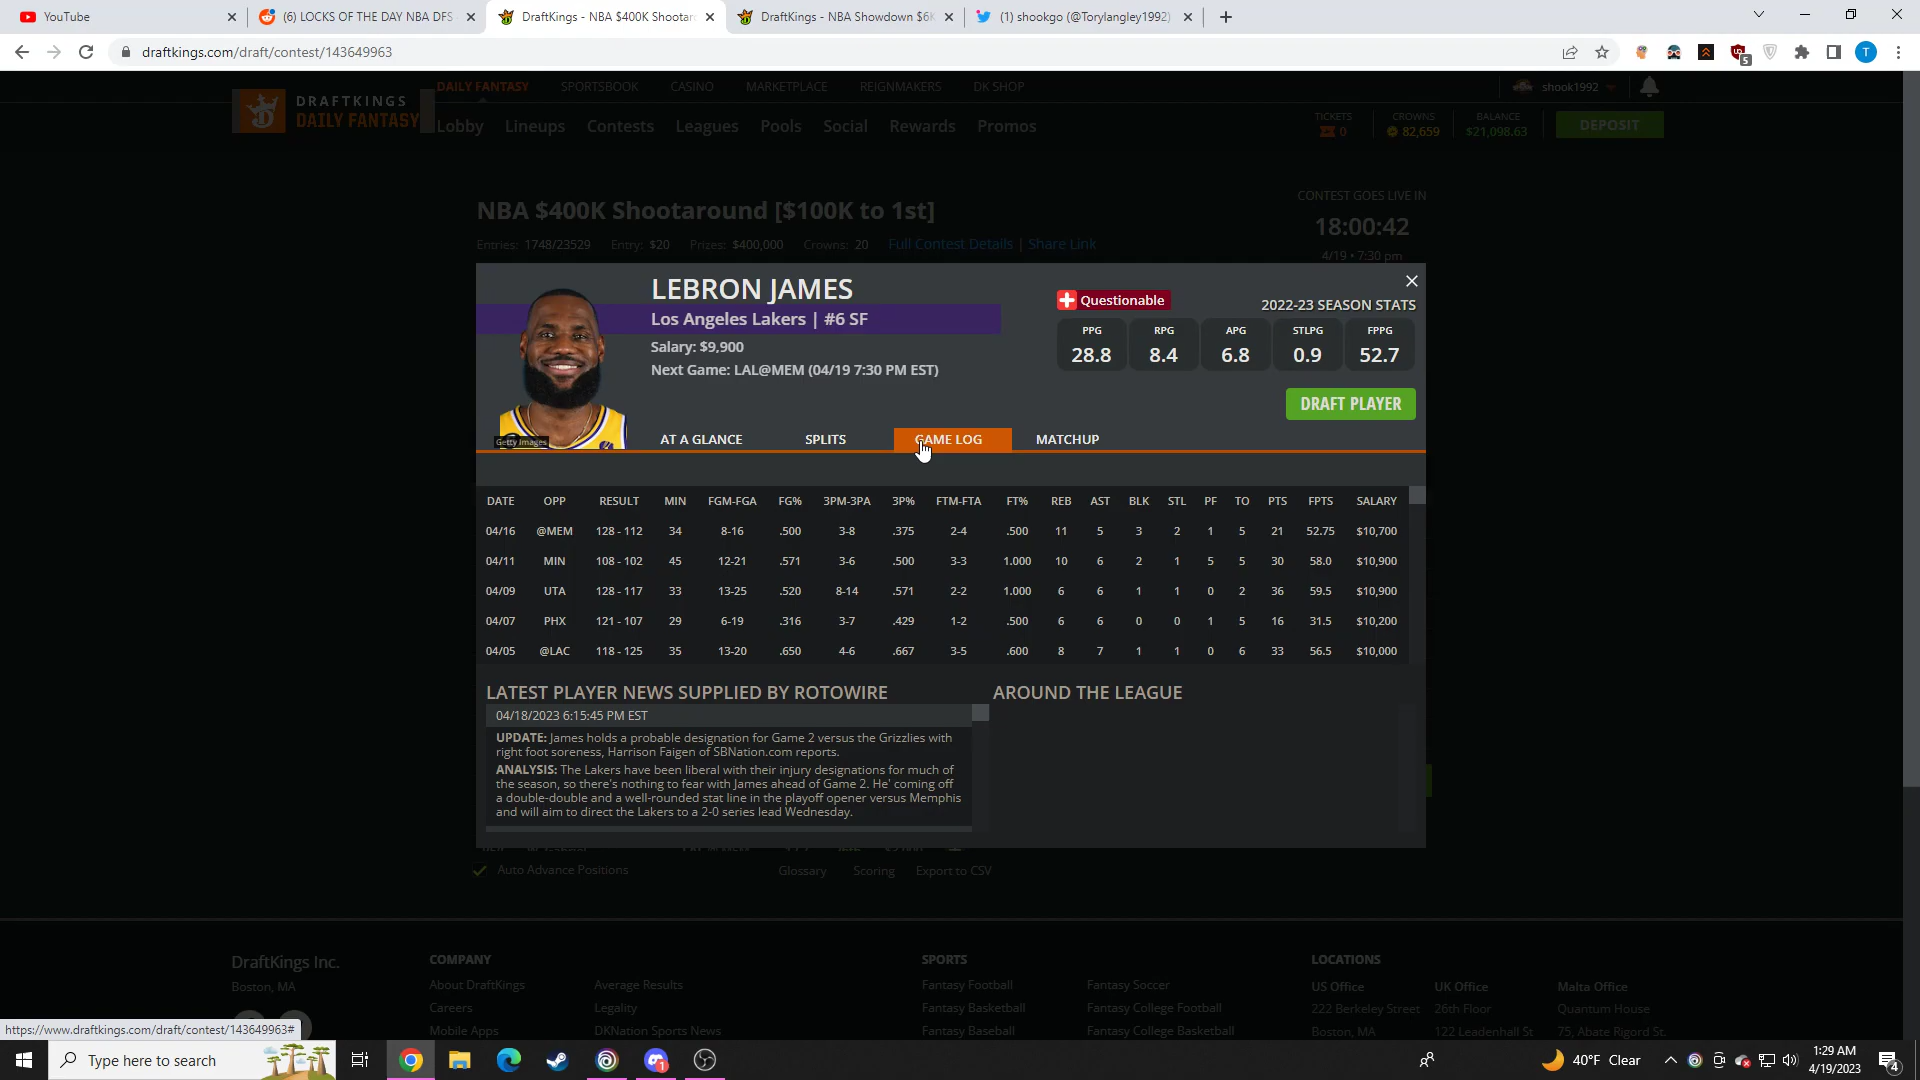 YouTube
(6) LOCKS OF THE DAY NBA DFS
DraftKings - NBA $400K Shootar
DraftKings - NBA Showdown $6K
(1) shookgo (@Torylangley1992)
draftkings.com/draft/contest/143649963
5
T
DRAFTKINGS
DAILY FANTASY
DAILY FANTASY
SPORTSBOOK
CASINO
MARKETPLACE
REIGNMAKERS
DK SHOP
shook1992
Lobby
Lineups
Contests
Leagues
Pools
Social
Rewards
Promos
TICKETS
0
CROWNS
82,659
BALANCE
$21,098.63
DEPOSIT
NBA $400K Shootaround [$100K to 1st]
CONTEST GOES LIVE IN
18:00:42
4/19 • 7:30 pm
Entries: 1748/23529 Entry: $20 Prizes: $400,000 Crowns: 20 Full Contest Details | Share Link
LEBRON JAMES
Los Angeles Lakers | #6 SF
Salary: $9,900
Next Game: LAL@MEM (04/19 7:30 PM EST)
Getty Images
Questionable
2022-23 SEASON STATS
PPG RPG APG STLPG FPPG
28.8 8.4 6.8 0.9 52.7
DRAFT PLAYER
AT A GLANCE SPLITS GAME LOG MATCHUP
DATE OPP RESULT MIN FGM-FGA FG% 3PM-3PA 3P% FTM-FTA FT% REB AST BLK STL PF TO PTS FPTS SALARY
04/16 @MEM 128 - 112 34 8-16 .500 3-8 .375 2-4 .500 11 5 3 2 1 5 21 52.75 $10,700
04/11 MIN 108 - 102 45 12-21 .571 3-6 .500 3-3 1.000 10 6 2 1 5 5 30 58.0 $10,900
04/09 UTA 128 - 117 33 13-25 .520 8-14 .571 2-2 1.000 6 6 1 1 0 2 36 59.5 $10,900
04/07 PHX 121 - 107 29 6-19 .316 3-7 .429 1-2 .500 6 6 0 0 1 5 16 31.5 $10,200
04/05 @LAC 118 - 125 35 13-20 .650 4-6 .667 3-5 .600 8 7 1 1 0 6 33 56.5 $10,000
LATEST PLAYER NEWS SUPPLIED BY ROTOWIRE
04/18/2023 6:15:45 PM EST
UPDATE: James holds a probable designation for Game 2 versus the Grizzlies with
right foot soreness, Harrison Faigen of SBNation.com reports.
ANALYSIS: The Lakers have been liberal with their injury designations for much of
the season, so there's nothing to fear with James ahead of Game 2. He' coming off
a double-double and a well-rounded stat line in the playoff opener versus Memphis
and will aim to direct the Lakers to a 2-0 series lead Wednesday.
AROUND THE LEAGUE
Auto Advance Positions
Glossary Scoring Export to CSV
DraftKings Inc.
Boston, MA
COMPANY
About DraftKings
Careers
Mobile Apps
Average Results
Legality
DKNation Sports News
SPORTS
Fantasy Football
Fantasy Basketball
Fantasy Baseball
Fantasy Soccer
Fantasy College Football
Fantasy College Basketball
LOCATIONS
US Office
222 Berkeley Street
Boston, MA
UK Office
26th Floor
122 Leadenhall St
Malta Office
Quantum House
75, Abate Rigord St.
https://www.draftkings.com/draft/contest/143649963#
Type here to search
1
40°F Clear
1:29 AM
4/19/2023
4